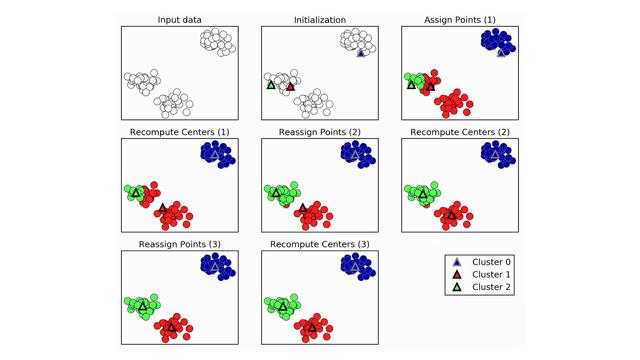 Input data
Initialization
Assign Points (1)
Recompute Centers (1)
Reassign Points (2)
Recompute Centers (2)
Reassign Points (3)
Recompute Centers (3)
Cluster 0
Cluster 1
Cluster 2